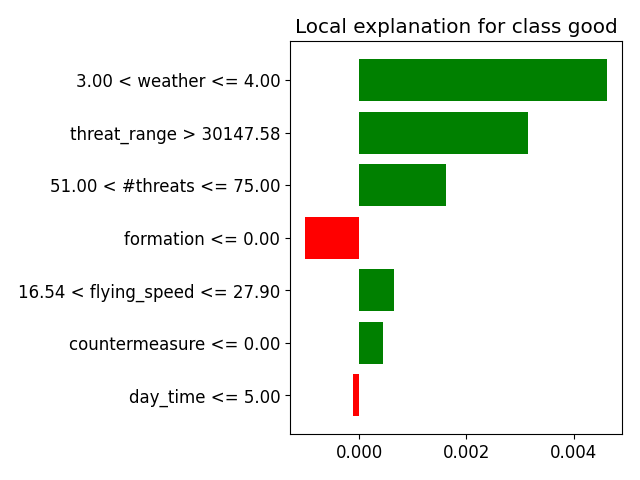 Local explanation for class good
3.00 < weather <= 4.00
threat_range > 30147.58
51.00 < #threats <= 75.00
formation <= 0.00
16.54 < flying_speed <= 27.90
countermeasure <= 0.00
day_time <= 5.00
0.000 0.002 0.004